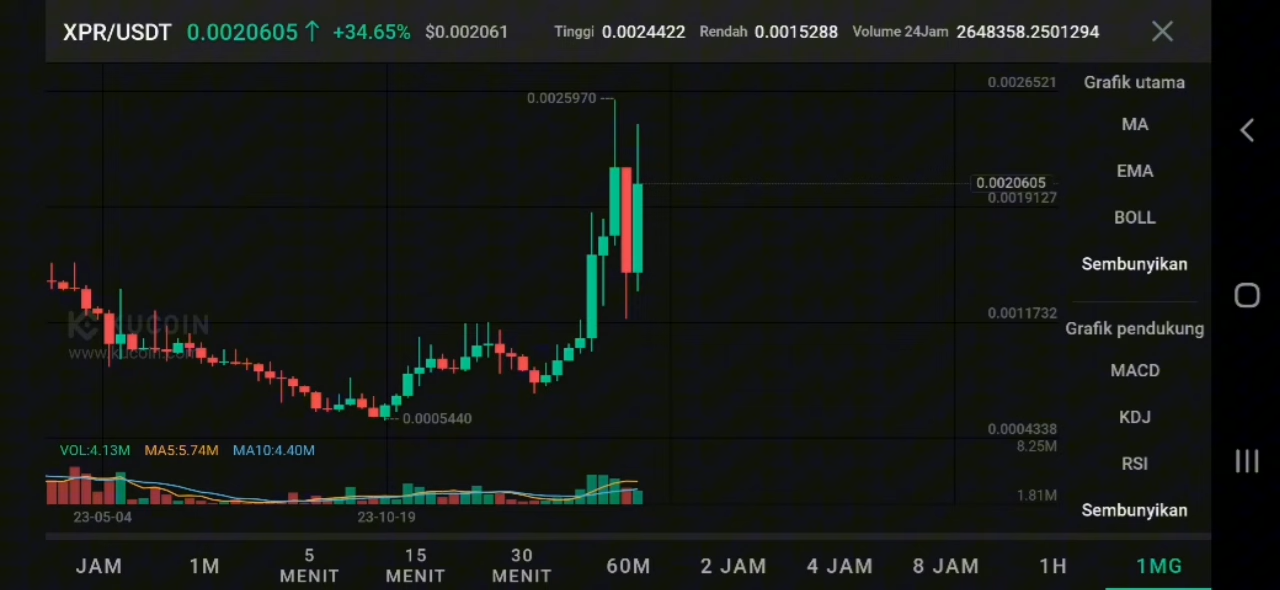 XPR/USDT 0.0020605↑ +34.65% $0.002061 Tinggi 0.0024422 Rendah 0.0015288 Volume 24Jam 2648358.2501294
0.0026521
Grafik utama
0.0025970
MA
EMA
0.0020605
0.0019127
BOLL
Sembunyikan
0.0011732
KUCOIN
Grafik pendukung
www.kucoin.com
MACD
0.0005440
KDJ
0.0004338
VOL:4.13M MA5:5.74M MA10:4.40M
8.25M
RSI
1.81M
Sembunyikan
23-05-04 23-10-19
JAM 1M 5 MENIT 15 MENIT 30 MENIT 60M 2 JAM 4 JAM 8 JAM 1H 1MG